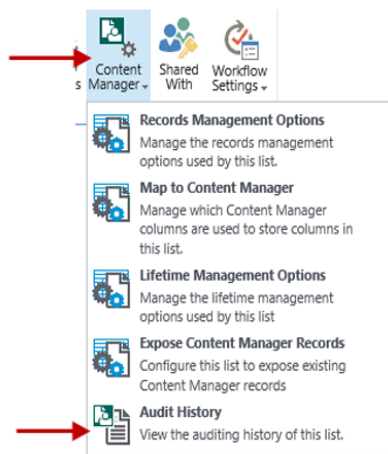 Content
Manager
Shared
With
Workflow
Settings
s
Records Management Options
Manage the records management
options used by this list.
Map to Content Manager
Manage which Content Manager
columns are used to store columns in
this list.
Lifetime Management Options
Manage the lifetime management
options used by this list
Expose Content Manager Records
Configure this list to expose existing
Content Manager records
Audit History
View the auditing history of this list.